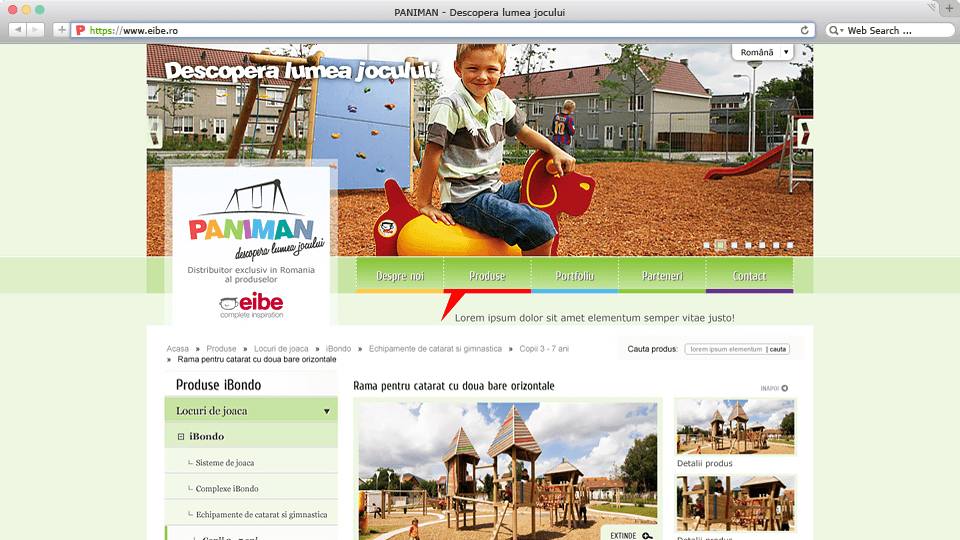 PANIMAN - Descopera lumea jocului
https://www.eibe.ro
Web Search ...
Română
Descopera lumea jocului!
PANIMAN
descopera lumea jocului
Distribuitor exclusiv in Romania
al produselor
eibe
complete inspiration
Despre noi
Produse
Portfoliu
Parteneri
Contact
Lorem ipsum dolor sit amet elementum semper vitae justo!
Acasa » Produse » Locuri de joaca » iBondo » Echipamente de catarat si gimnastica » Copii 3 - 7 ani
» Rama pentru catarat cu doua bare orizontale
Cauta produs: lorem ipsum elementum | cauta
Produse iBondo
Locuri de joaca
iBondo
Sisteme de joaca
Complexe iBondo
Echipamente de catarat si gimnastica
Copii 3 - 7 ani
Rama pentru catarat cu doua bare orizontale
INAPOI
EXTINDE
Detalii produs
Detalii produs